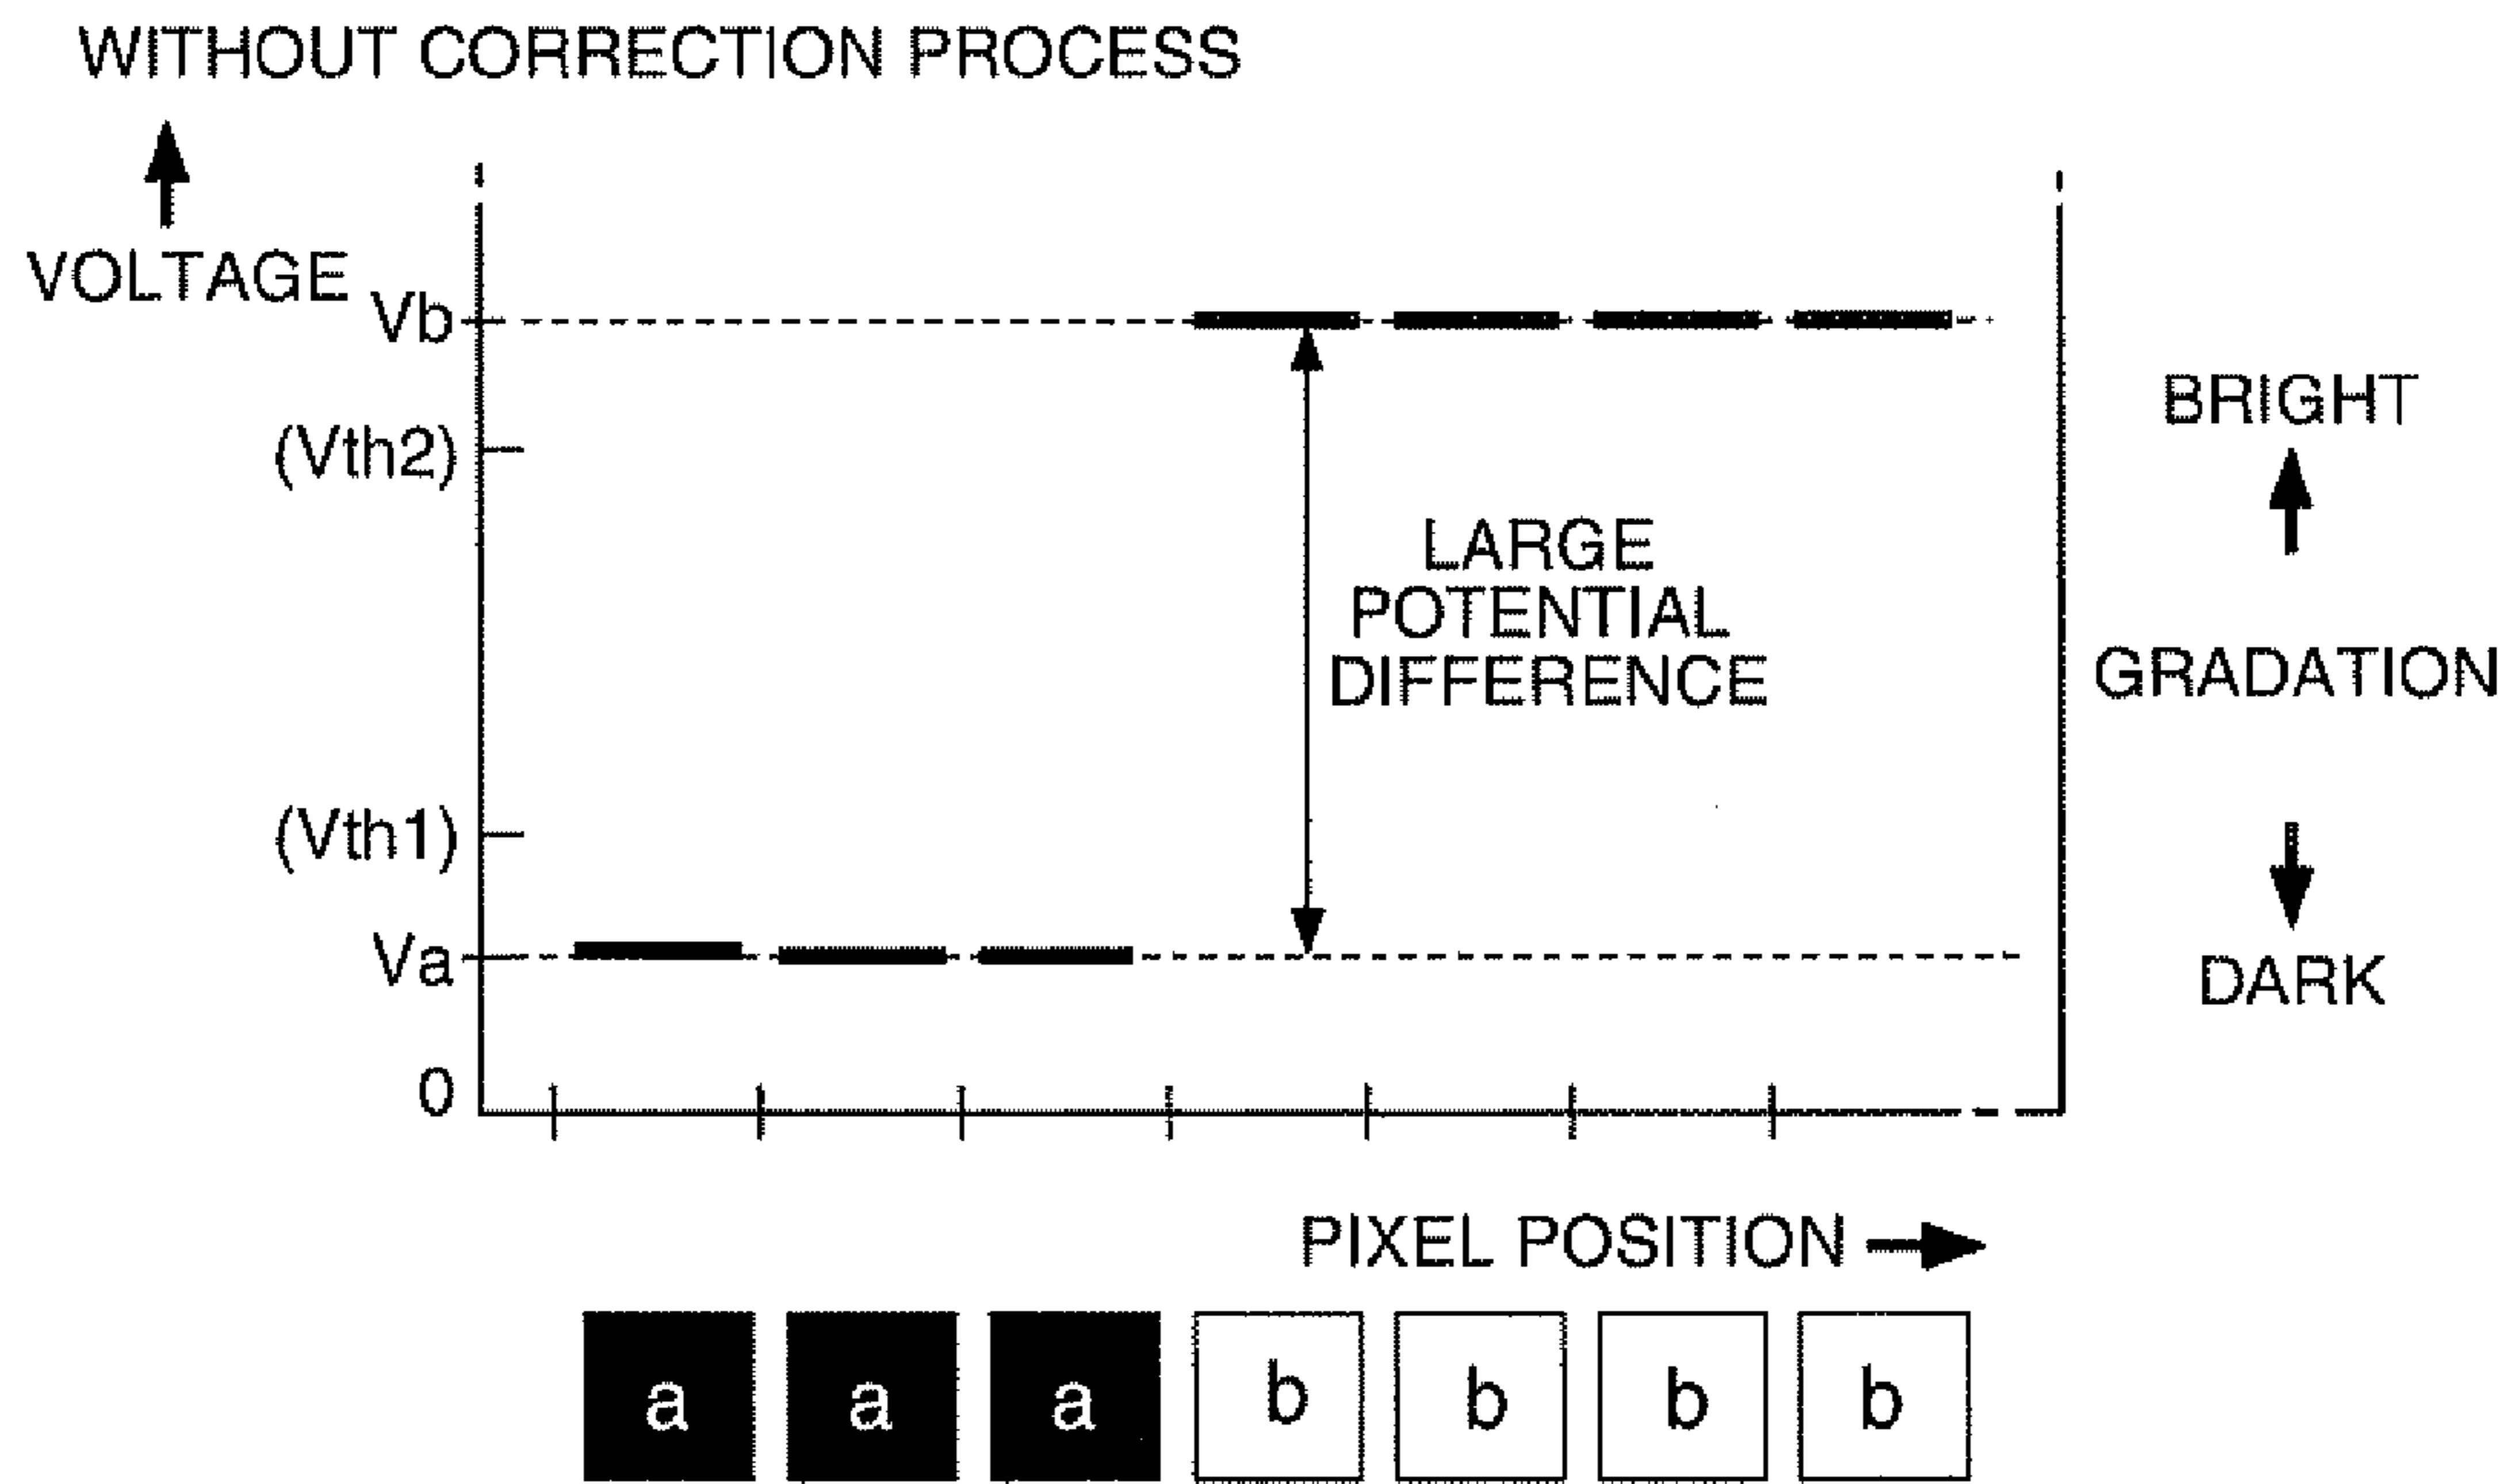 WITHOUT CORRECTION PROCESS
VOLTAGE
Vb
(Vth2)
(Vth1)
Va
0
LARGE
POTENTIAL
DIFFERENCE
BRIGHT
GRADATION
DARK
PIXEL POSITION
a a a b b b b